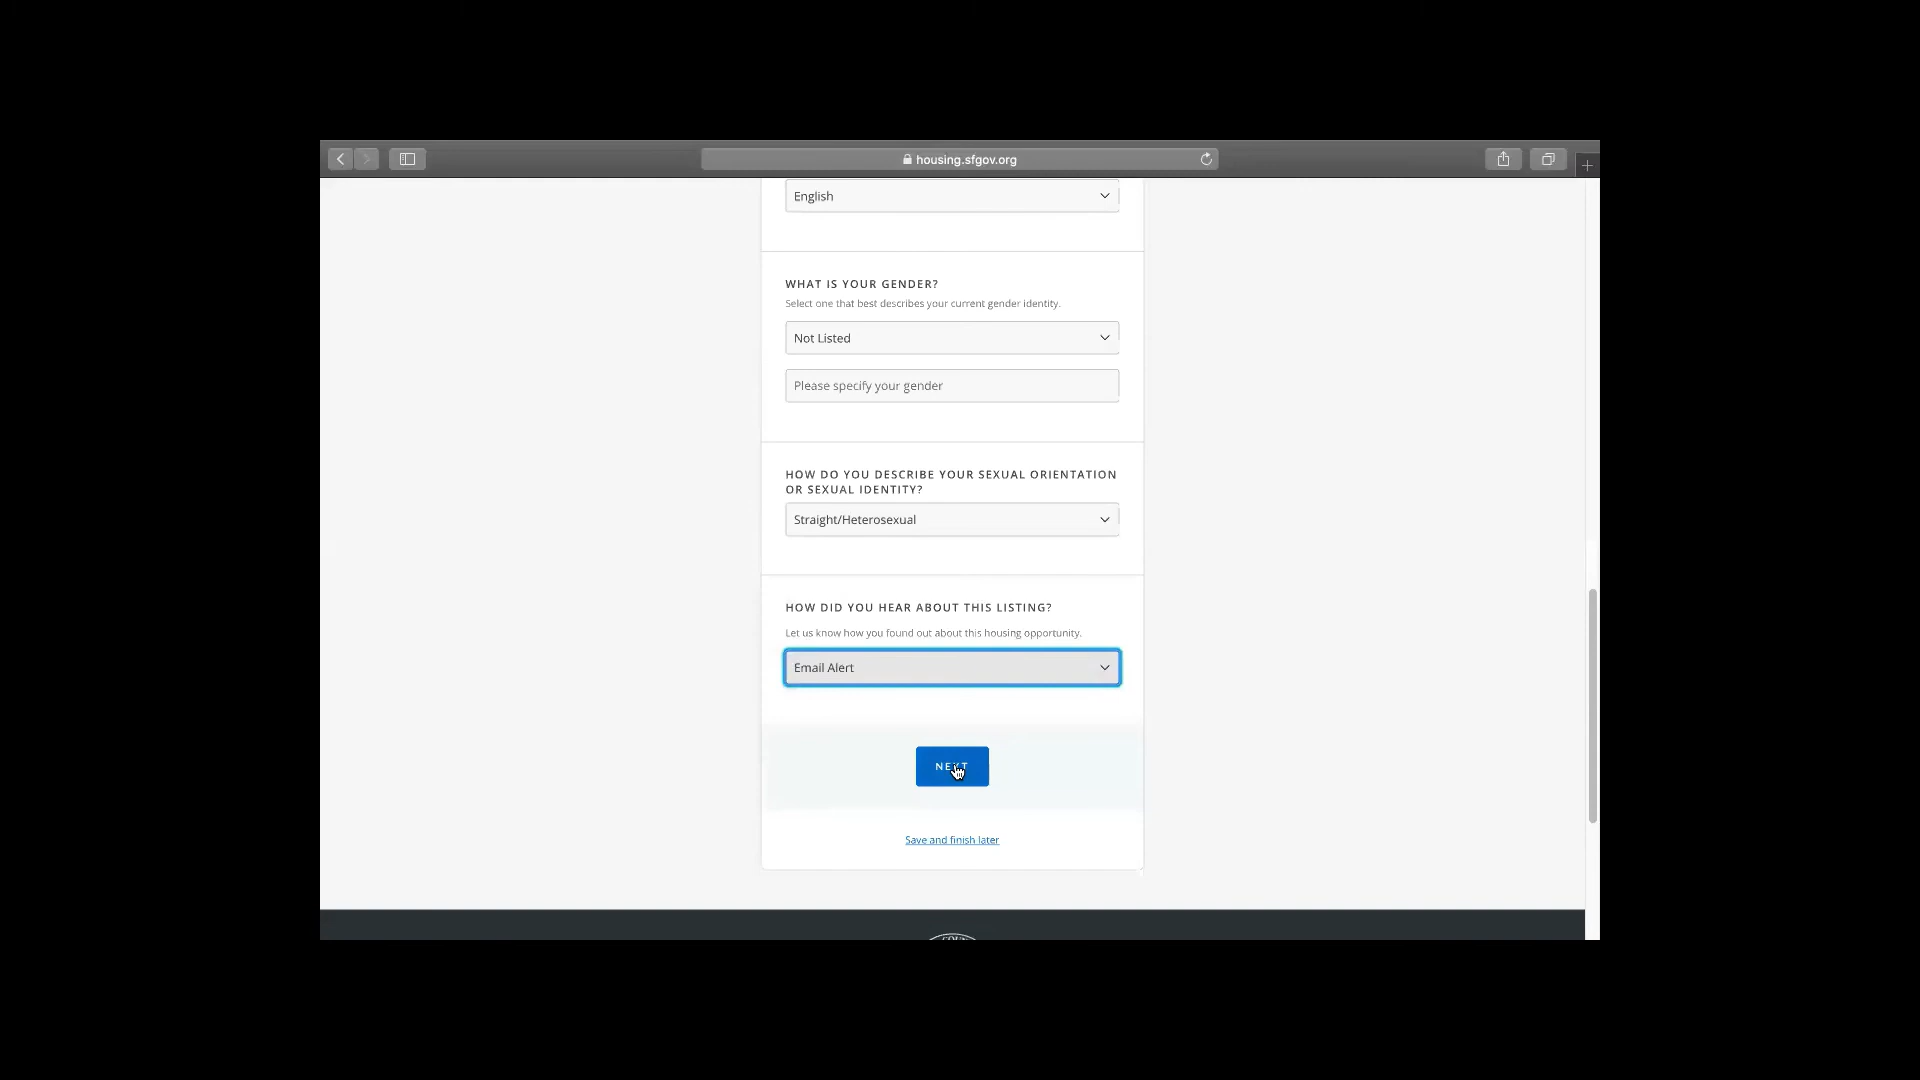 housing.sfgov.org
English
WHAT IS YOUR GENDER?
Select one that best describes your current gender identity.
Not Listed
Please specify your gender
HOW DO YOU DESCRIBE YOUR SEXUAL ORIENTATION
OR SEXUAL IDENTITY?
Straight/Heterosexual
HOW DID YOU HEAR ABOUT THIS LISTING?
Let us know how you found out about this housing opportunity.
Email Alert
NEXT
Save and finish later